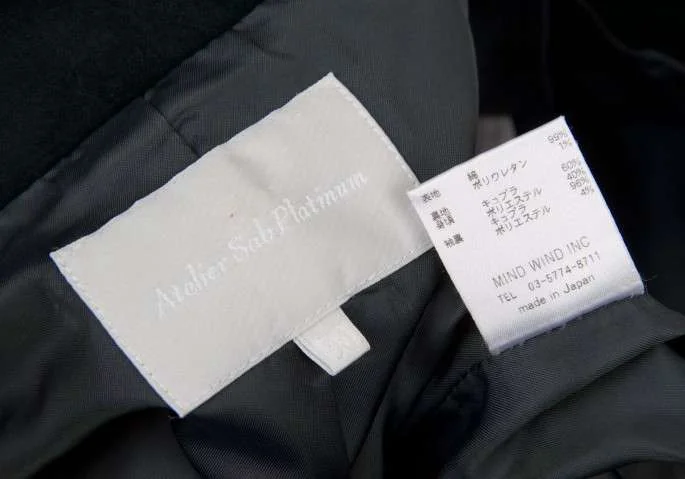 Atelier Sab Platinum
表地 綿 99%
ポリウレタン 1%
裏地 キュプラ 60%
身頃 ポリエステル 40%
キュプラ 96%
袖裏 ポリエステル 4%
MIND WIND INC
TEL 03-5774-8711
made in Japan